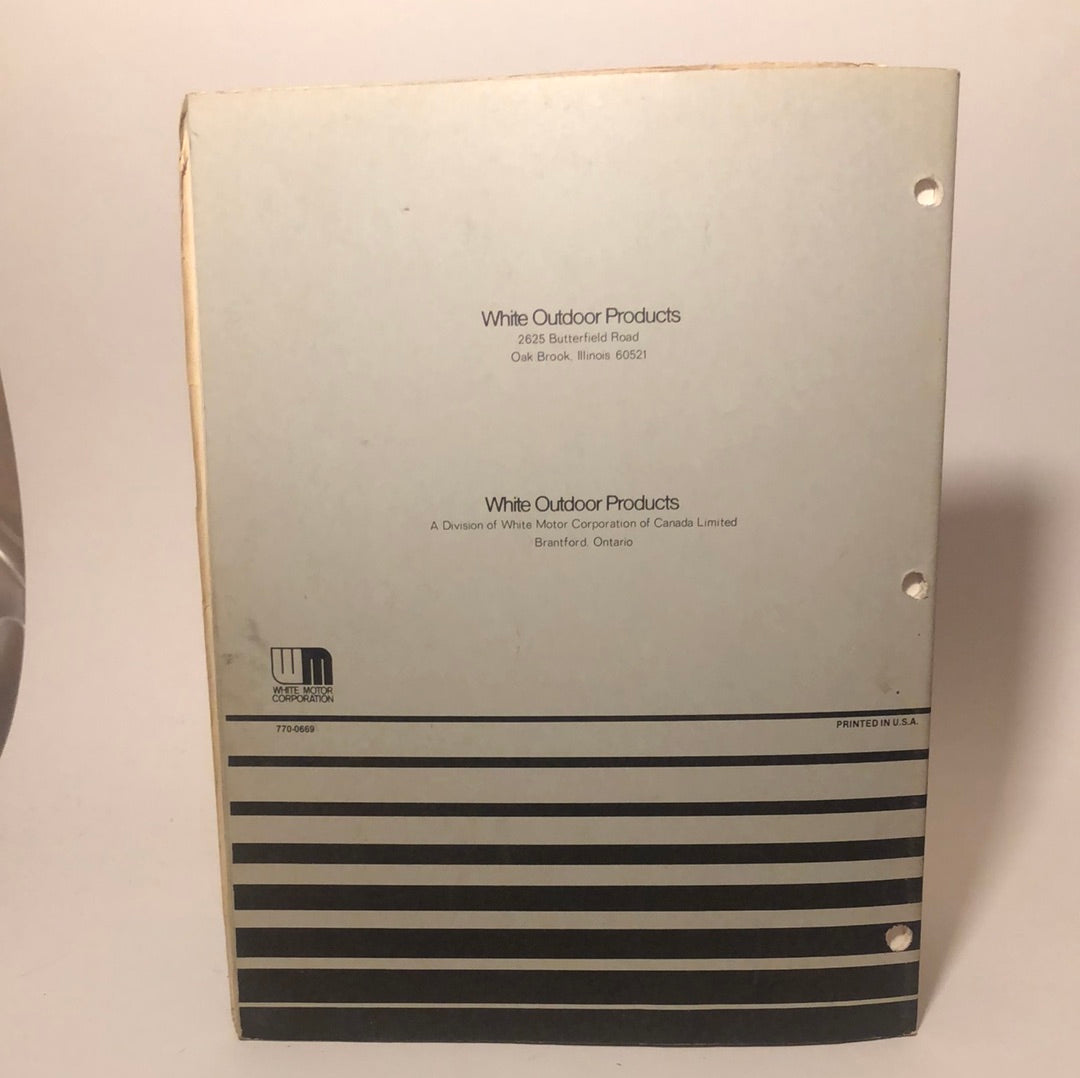 White Outdoor Products
2625 Butterfield Road
Oak Brook, Illinois 60521
White Outdoor Products
A Division of White Motor Corporation of Canada Limited
Brantford, Ontario
WM
WHITE MOTOR
CORPORATION
770-0669
PRINTED IN U.S.A.